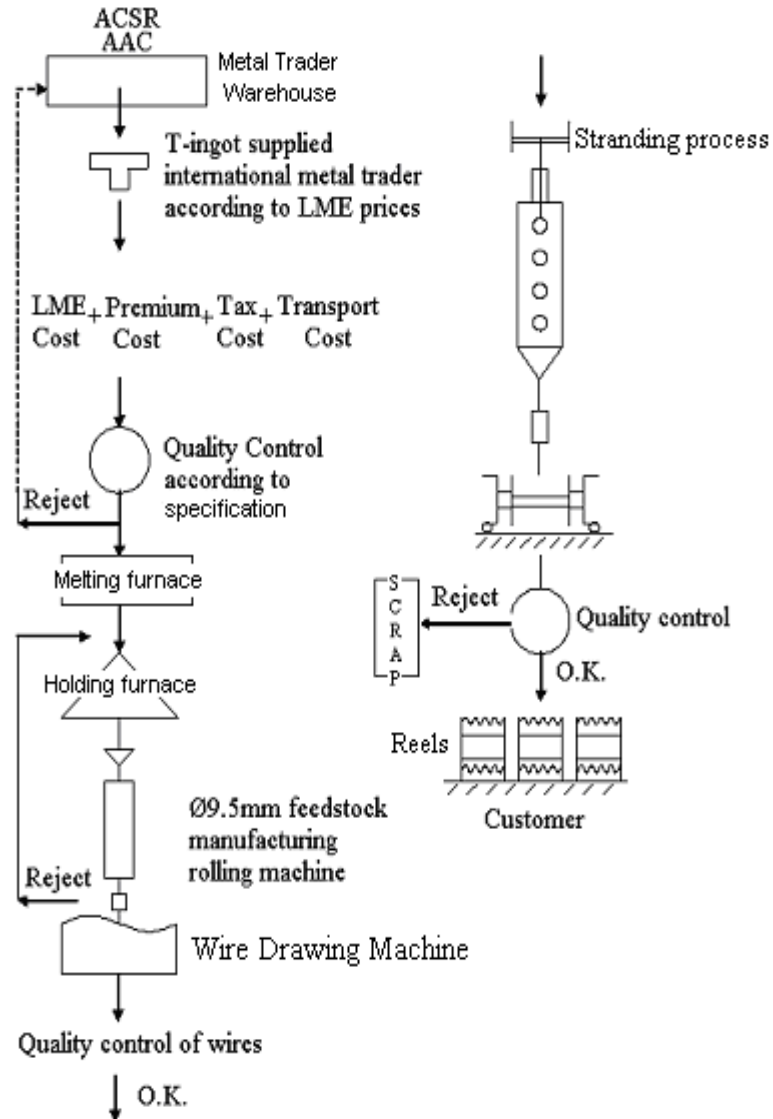 ACSR
AAC
Metal Trader
Warehouse
T-ingot supplied
international metal trader
according to LME prices
LME + Premium + Tax + Transport
Cost Cost Cost Cost
Quality Control
according to
specification
Reject
Melting furnace
Holding furnace
Ø9.5mm feedstock
manufacturing
rolling machine
Reject
Wire Drawing Machine
Quality control of wires
O.K.
Stranding process
SCRAP
Reject
Quality control
O.K.
Reels
Customer